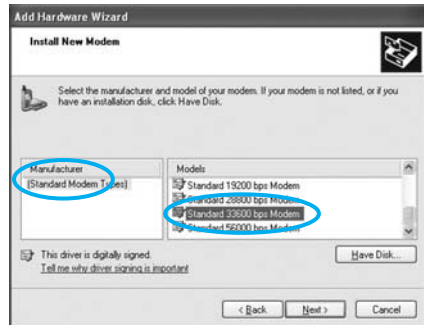 Add Hardware Wizard
Install New Modem
Select the manufacturer and model of your modem. If your modem is not listed, or if you
have an installation disk, click Have Disk.
Manufacturer
(Standard Modem Types)
Models
Standard 19200 bps Modem
Standard 28800 bps Modem
Standard 33600 bps Modem
Standard 56000 bps Modem
This driver is digitally signed.
Tell me why driver signing is important
Have Disk...
< Back
Next >
Cancel